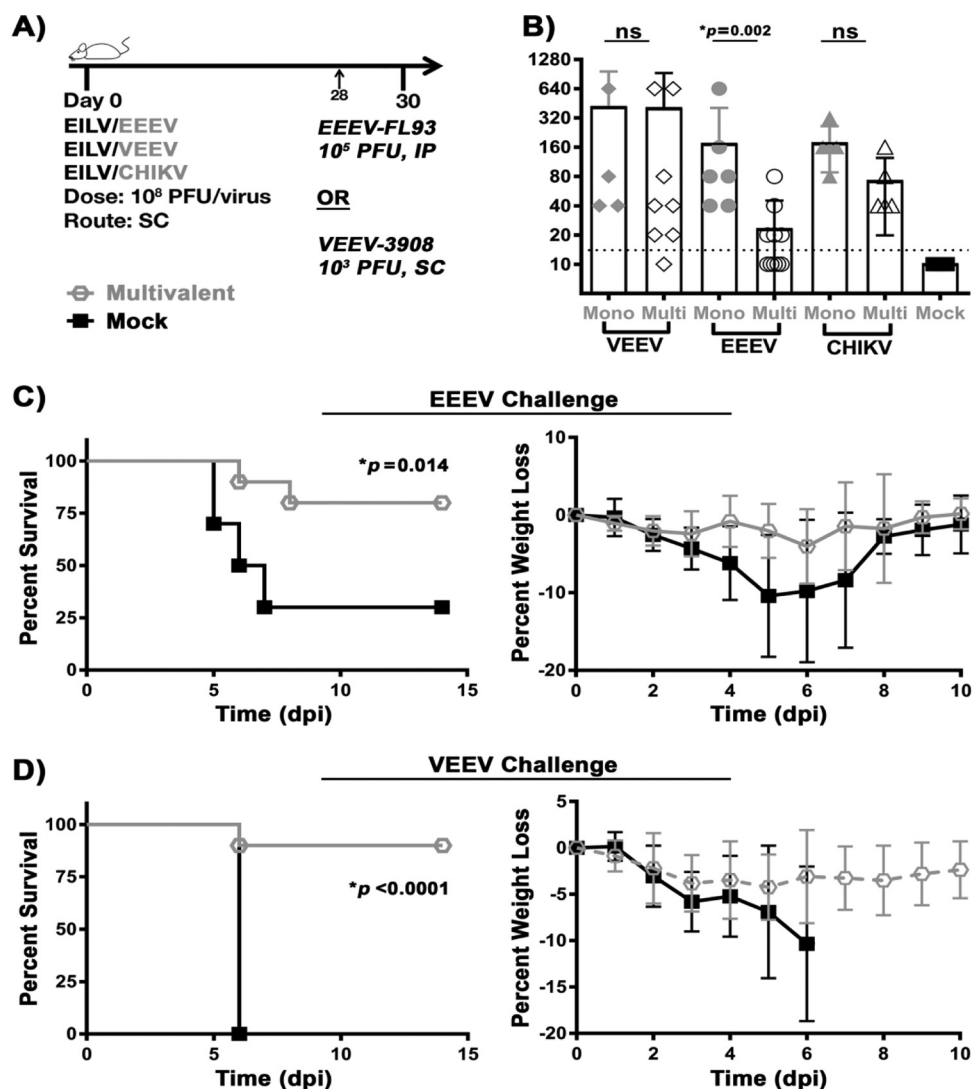 A)
Day 0
28
30
EILV/EEEV
EILV/VEEV
EILV/CHIKV
Dose: 10⁸ PFU/virus
Route: SC
EEEV-FL93
10⁵ PFU, IP
OR
VEEV-3908
10³ PFU, SC
Multivalent
Mock
B)
ns
*p=0.002
ns
1280
640
320
160
80
40
20
10
Mono Multi Mono Multi Mono Multi Mock
VEEV EEEV CHIKV
C)
EEEV Challenge
Percent Survival
100
75
50
25
0
*p=0.014
0 5 10 15
Time (dpi)
Percent Weight Loss
10
0
-10
-20
0 2 4 6 8 10
Time (dpi)
D)
VEEV Challenge
Percent Survival
100
75
50
25
0
*p <0.0001
0 5 10 15
Time (dpi)
Percent Weight Loss
5
0
-5
-10
-15
-20
0 2 4 6 8 10
Time (dpi)